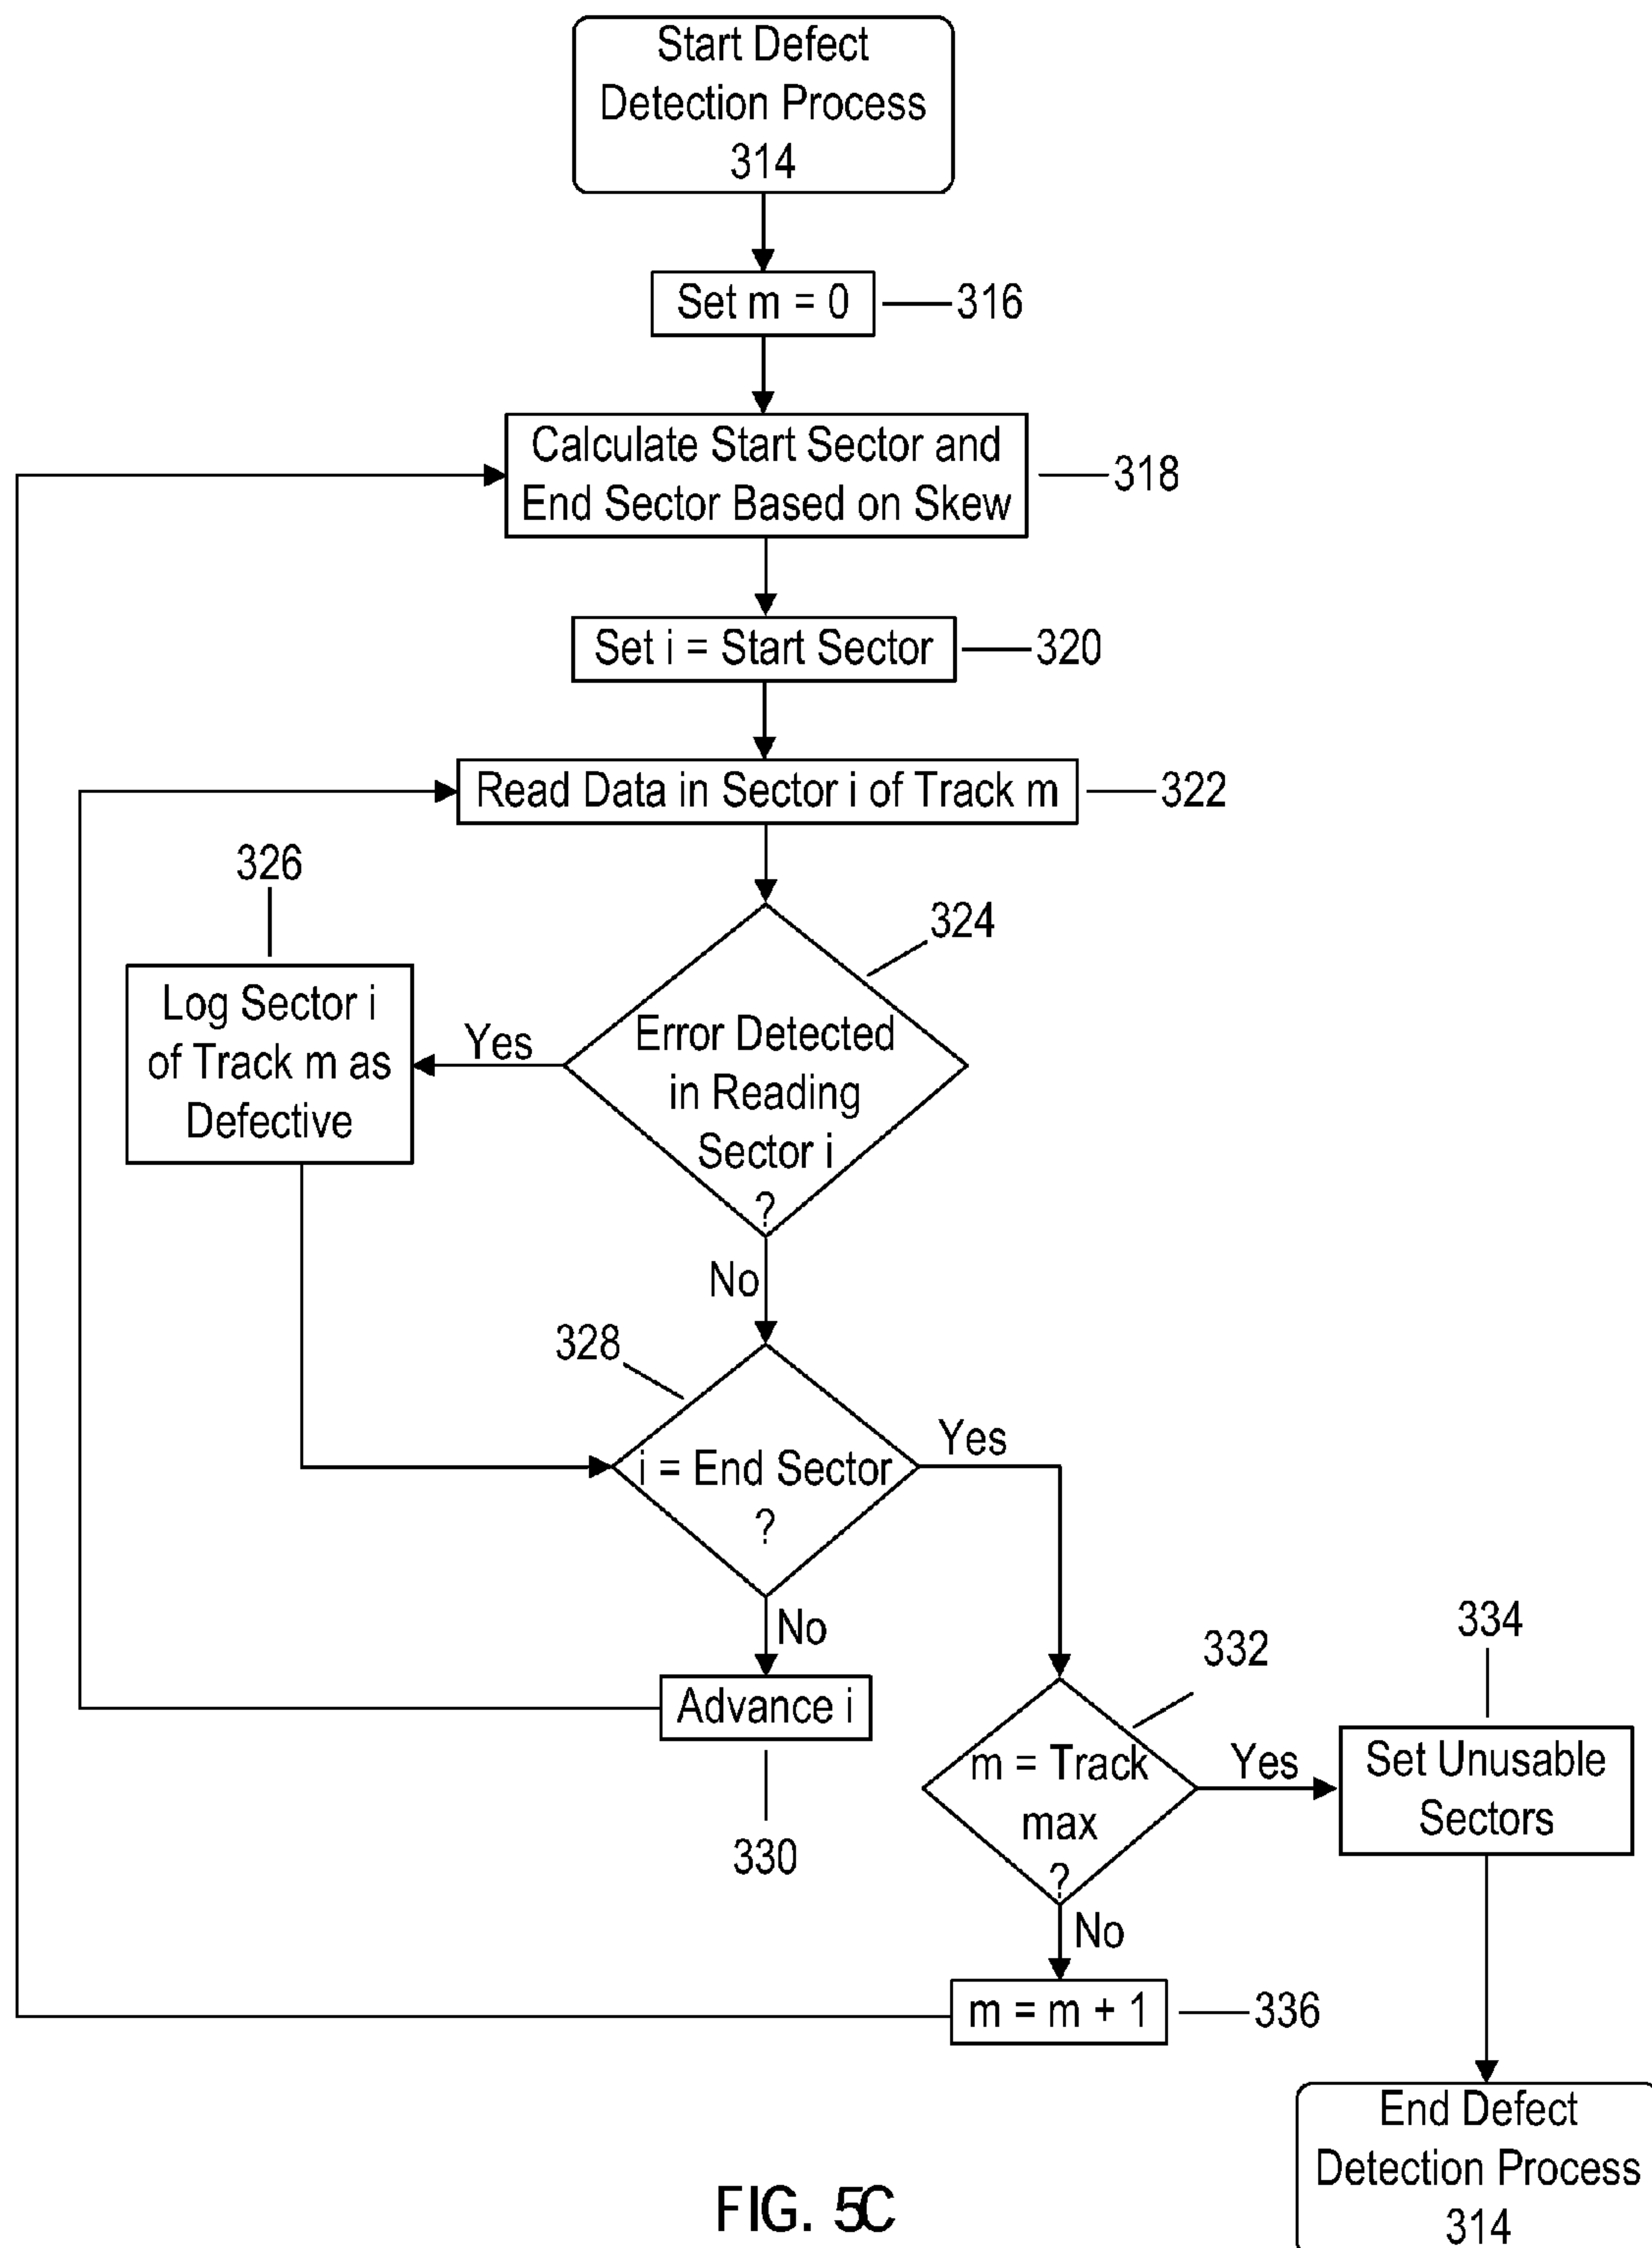 Start Defect
Detection Process
314
Set m = 0
316
Calculate Start Sector and
End Sector Based on Skew
318
Set i = Start Sector
320
Read Data in Sector i of Track m
322
326
324
Log Sector i
of Track m as
Defective
Yes
Error Detected
in Reading
Sector i
?
No
328
i = End Sector
?
Yes
No
Advance i
330
332
m = Track
max
?
Yes
334
Set Unusable
Sectors
No
m = m + 1
336
End Defect
Detection Process
314
FIG. 5C